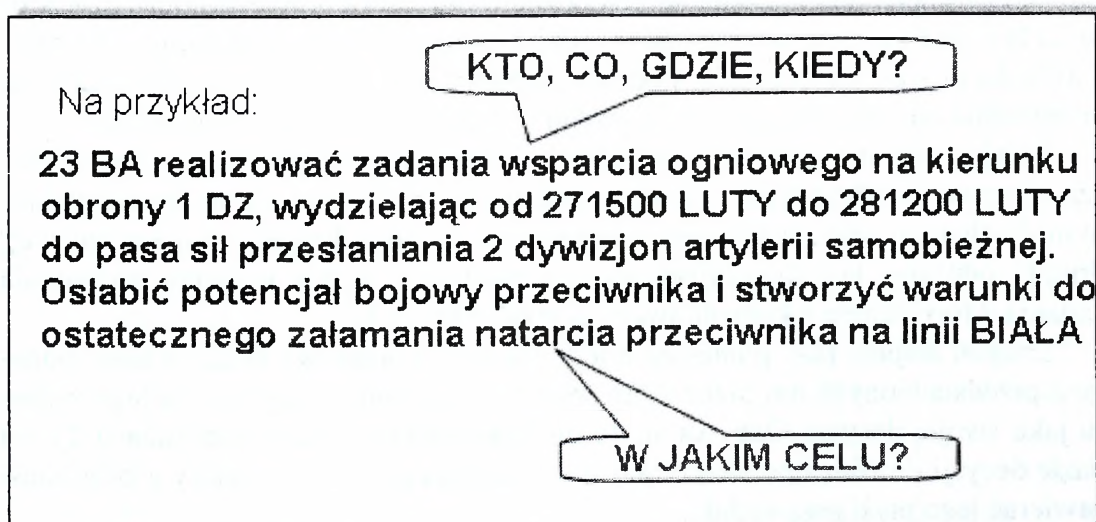 KTO, CO, GDZIE, KIEDY?
Na przykład:
23 BA realizować zadania wsparcia ogniowego na kierunku
obrony 1 DZ, wydzielając od 271500 LUTY do 281200 LUTY
do pasa sił przesłaniania 2 dywizjon artylerii samobieżnej.
Osłabić potencjał bojowy przeciwnika i stworzyć warunki do
ostatecznego załamania natarcia przeciwnika na linii BIAŁA
W JAKIM CELU?